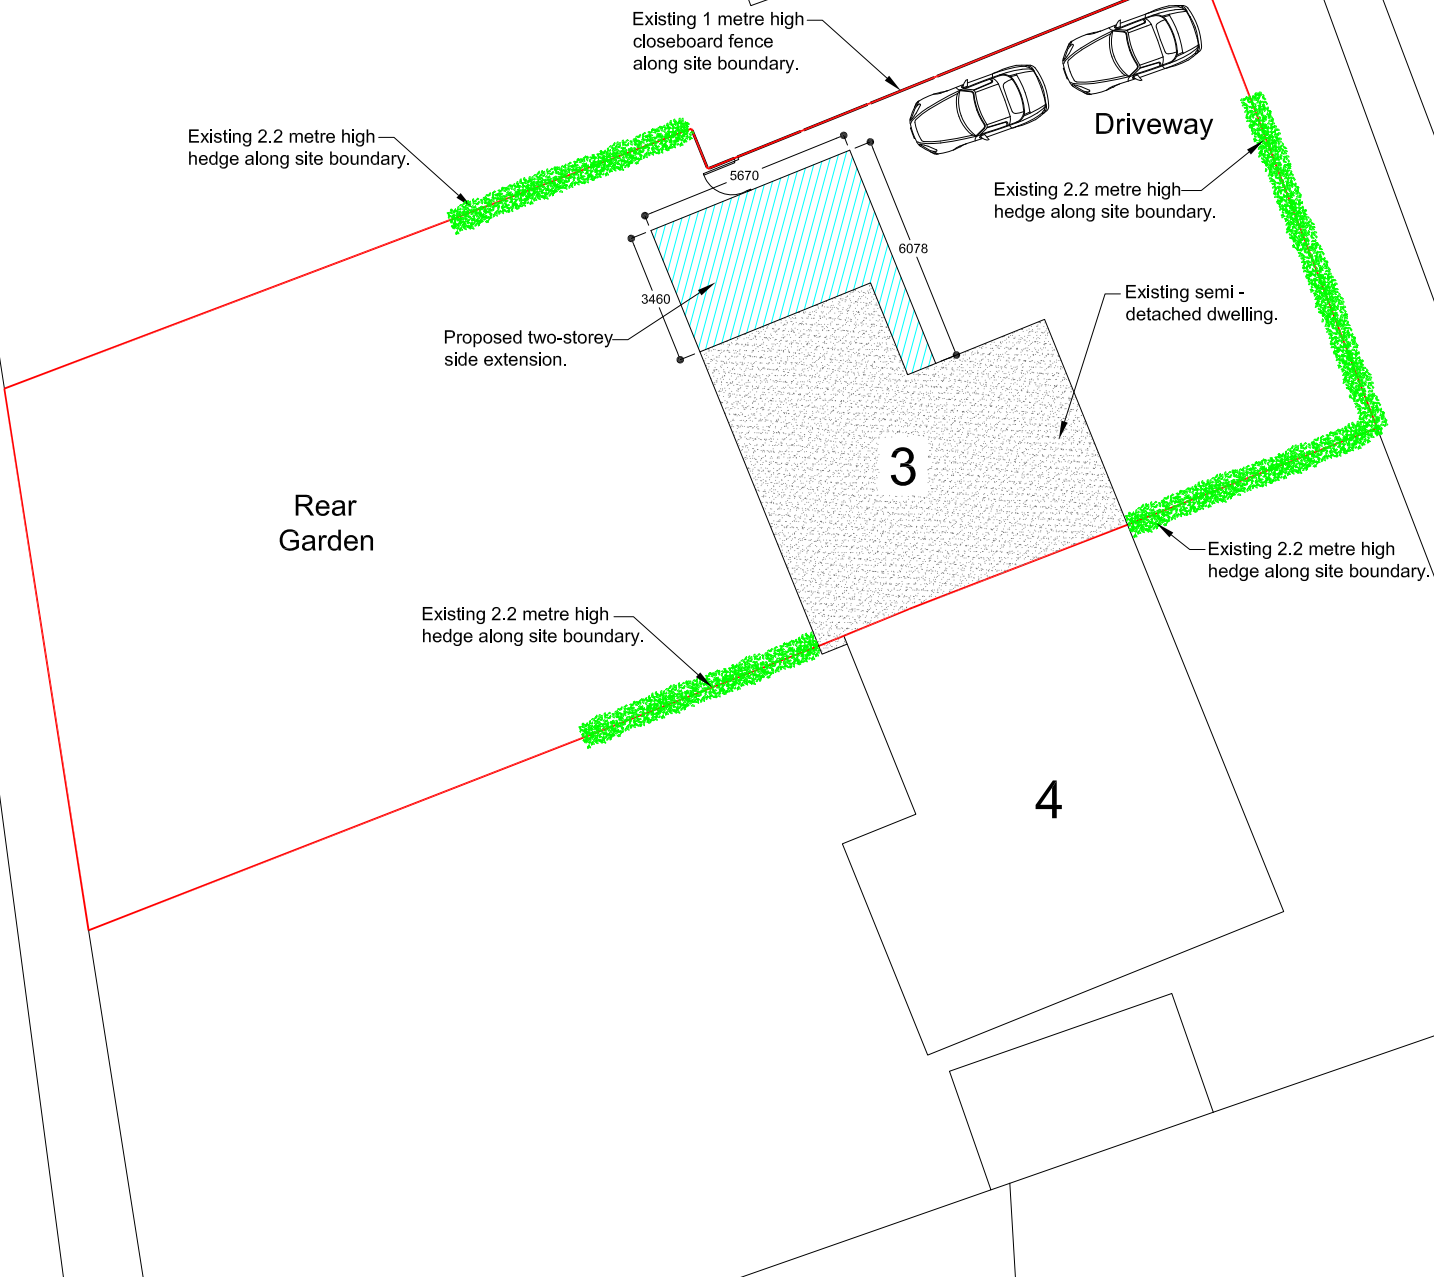 Existing 1 metre high
closeboard fence
along site boundary.
Driveway
Existing 2.2 metre high
hedge along site boundary.
5670
Existing 2.2 metre high
hedge along site boundary.
6078
3460
Existing semi -
detached dwelling.
Proposed two-storey
side extension.
3
Rear
Garden
Existing 2.2 metre high
hedge along site boundary.
Existing 2.2 metre high
hedge along site boundary.
4